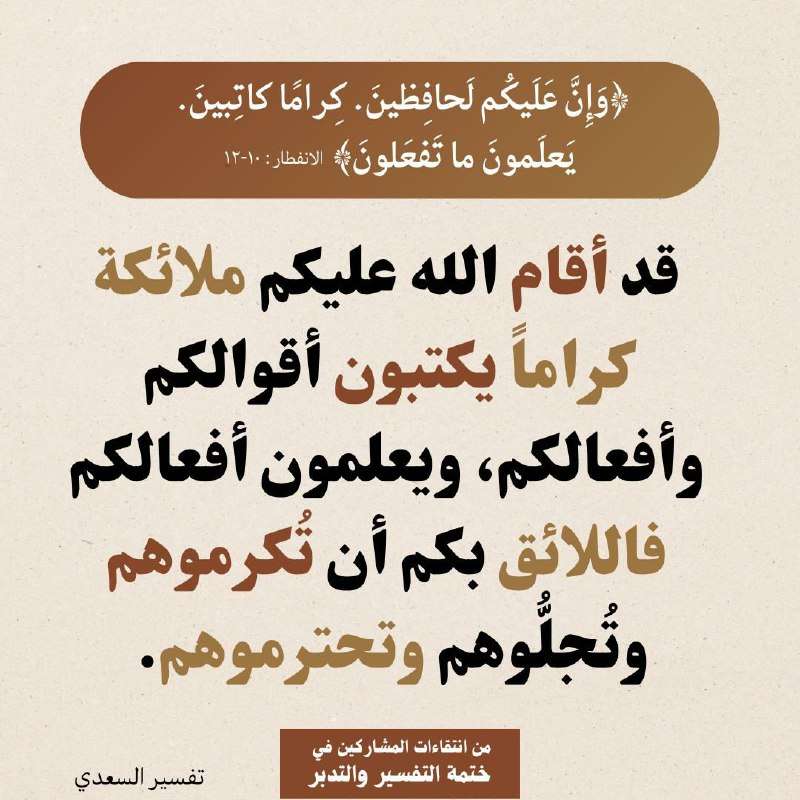 ﴿وَإِنَّ عَلَيكُم لَحافِظينَ. كِرامًا كاتِبينَ.
يَعلَمونَ ما تَفعَلونَ﴾ الانفطار: ١٠-١٢
قد أقام الله عليكم ملائكة
كراماً يكتبون أقوالكم
وأفعالكم، ويعلمون أفعالكم
فاللائق بكم أن تُكرموهم
وتُجلُّوهم وتحترموهم.
من انتقاءات المشاركين في
ختمة التفسير والتدبر
تفسير السعدي